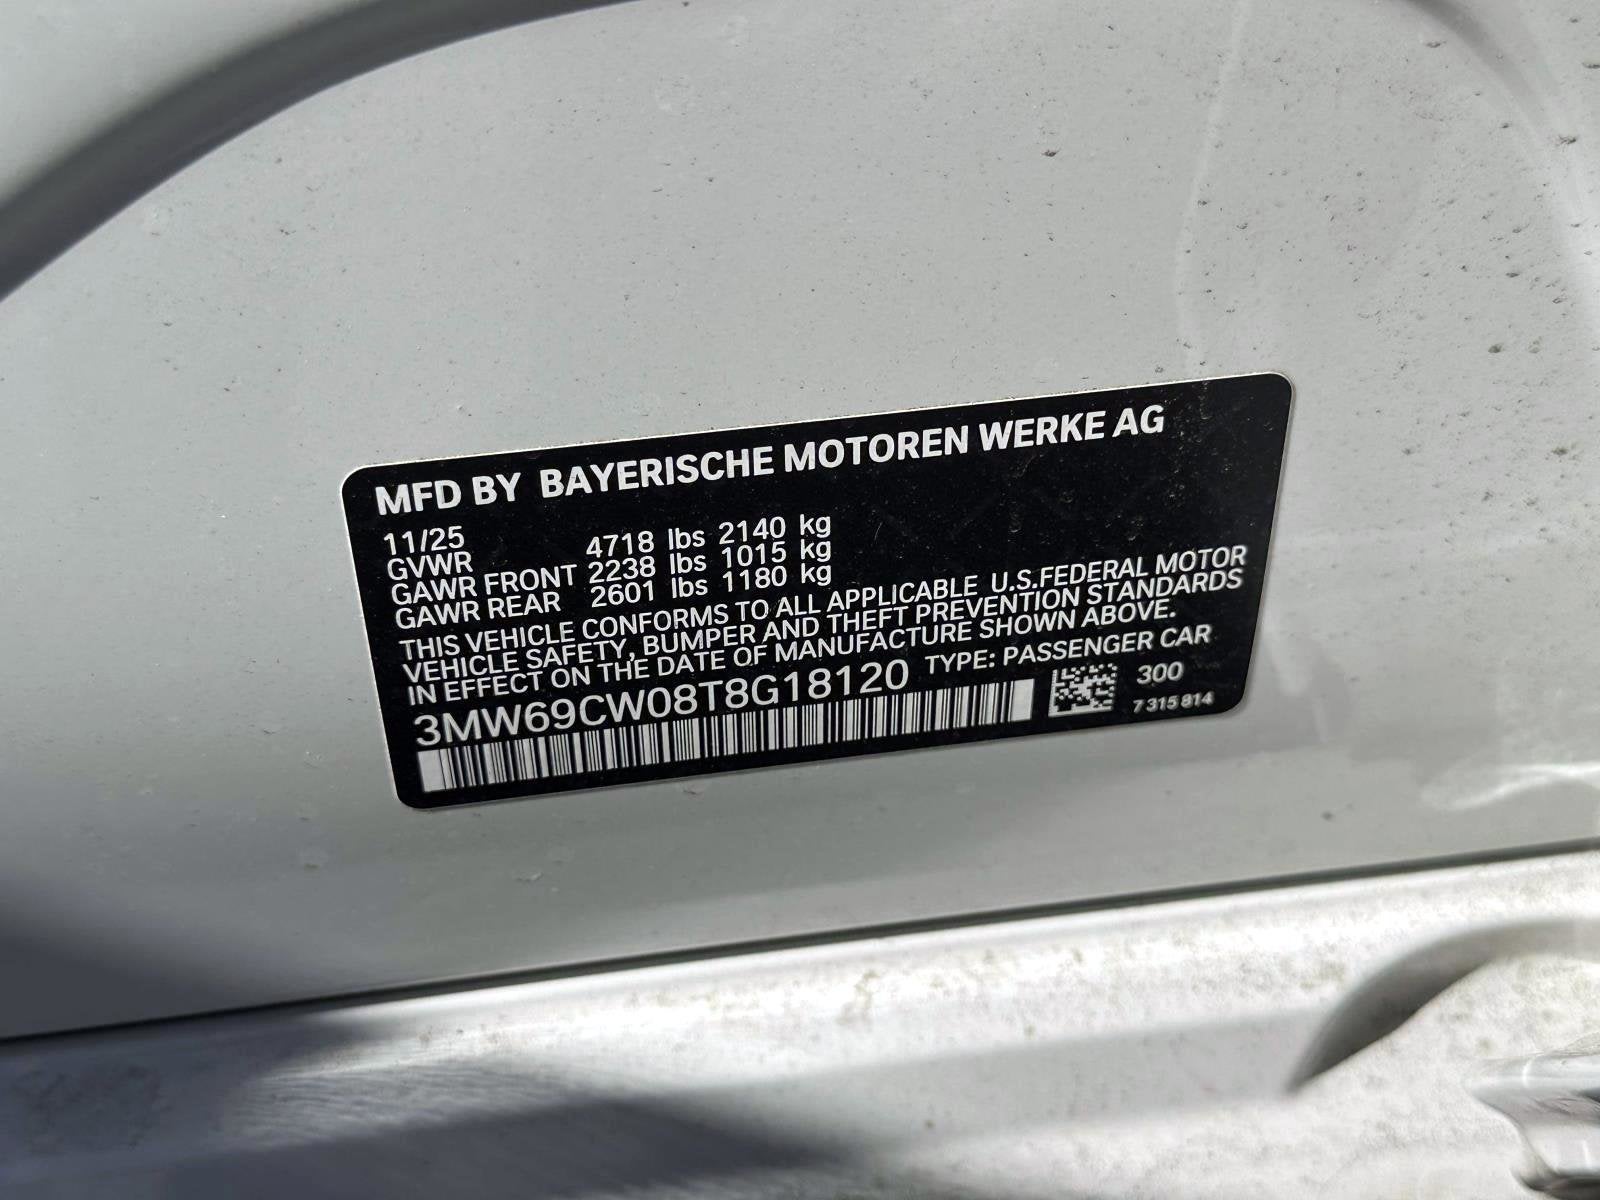 MFD BY BAYERISCHE MOTOREN WERKE AG
11/25
GVWR 4718 lbs 2140 kg
GAWR FRONT 2238 lbs 1015 kg
GAWR REAR 2601 lbs 1180 kg
THIS VEHICLE CONFORMS TO ALL APPLICABLE U.S.FEDERAL MOTOR
VEHICLE SAFETY, BUMPER AND THEFT PREVENTION STANDARDS
IN EFFECT ON THE DATE OF MANUFACTURE SHOWN ABOVE.
3MW69CW08T8G18120 TYPE: PASSENGER CAR
300
7 315 814